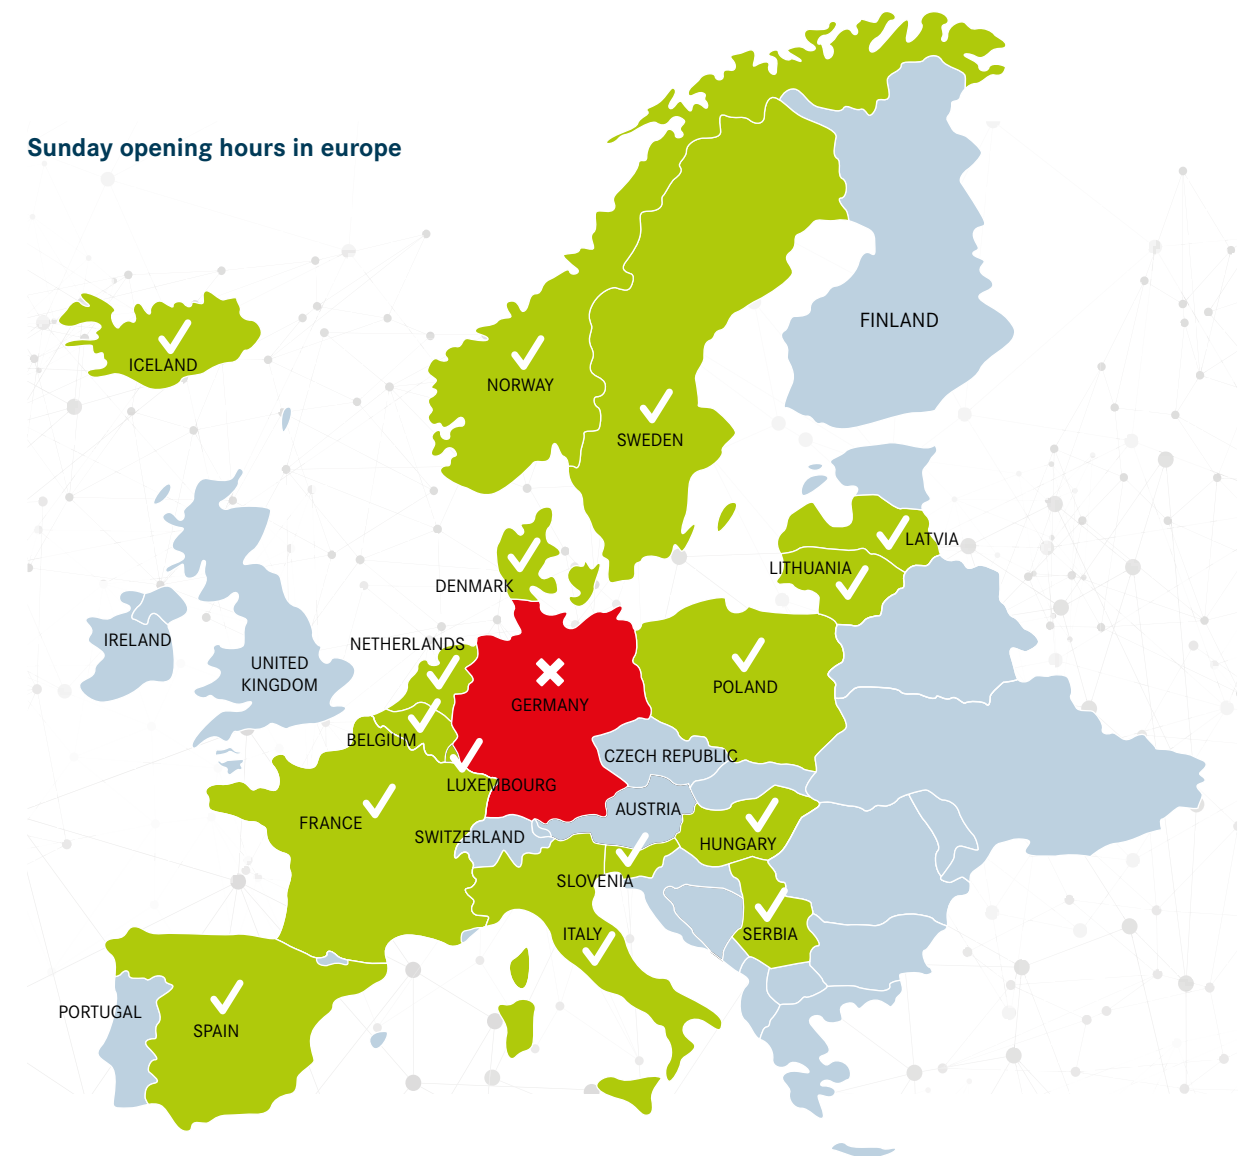 Sunday opening hours in europe
FINLAND
ICELAND
NORWAY
SWEDEN
LATVIA
LITHUANIA
DENMARK
IRELAND
NETHERLANDS
UNITED
KINGDOM
POLAND
GERMANY
BELGIUM
CZECH REPUBLIC
LUXEMBOURG
AUSTRIA
FRANCE
SWITZERLAND
HUNGARY
SLOVENIA
ITALY
SERBIA
PORTUGAL
SPAIN